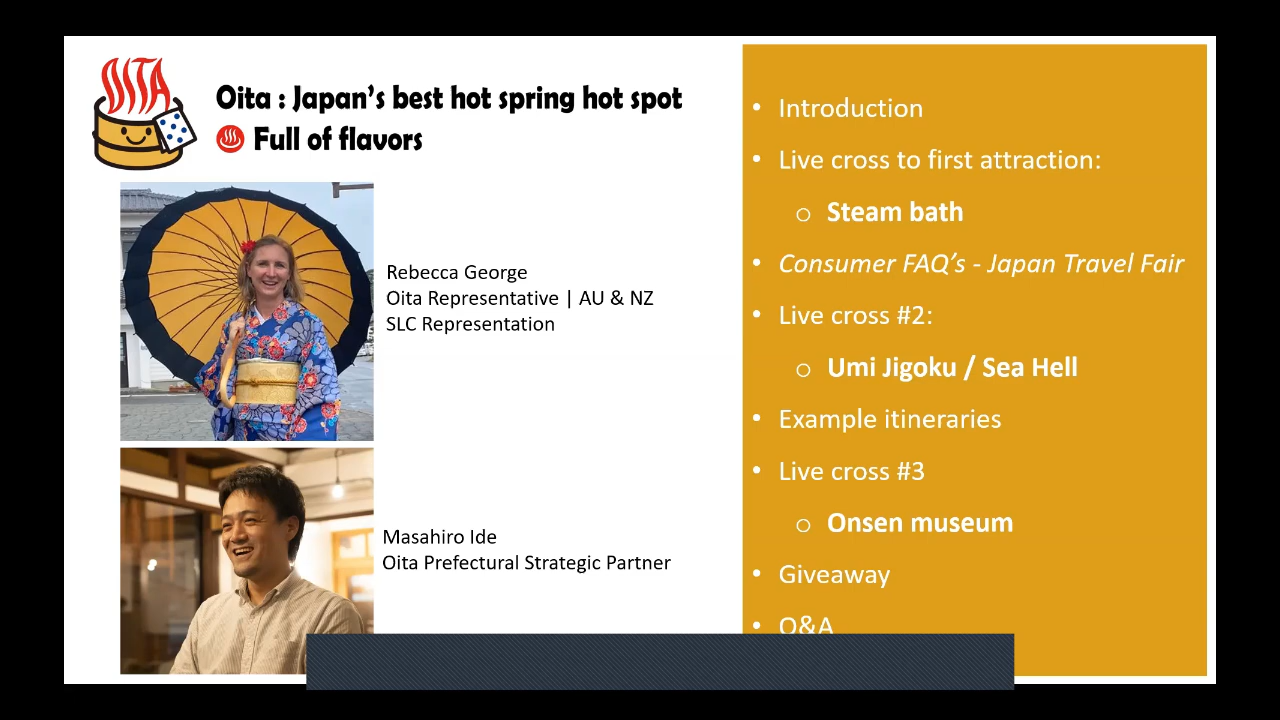 OITA
Oita : Japan's best hot spring hot spot
Full of flavors
Rebecca George
Oita Representative | AU & NZ
SLC Representation
Masahiro Ide
Oita Prefectural Strategic Partner
• Introduction
• Live cross to first attraction:
o Steam bath
• Consumer FAQ's - Japan Travel Fair
• Live cross #2:
o Umi Jigoku / Sea Hell
• Example itineraries
• Live cross #3
o Onsen museum
• Giveaway
• Q&A